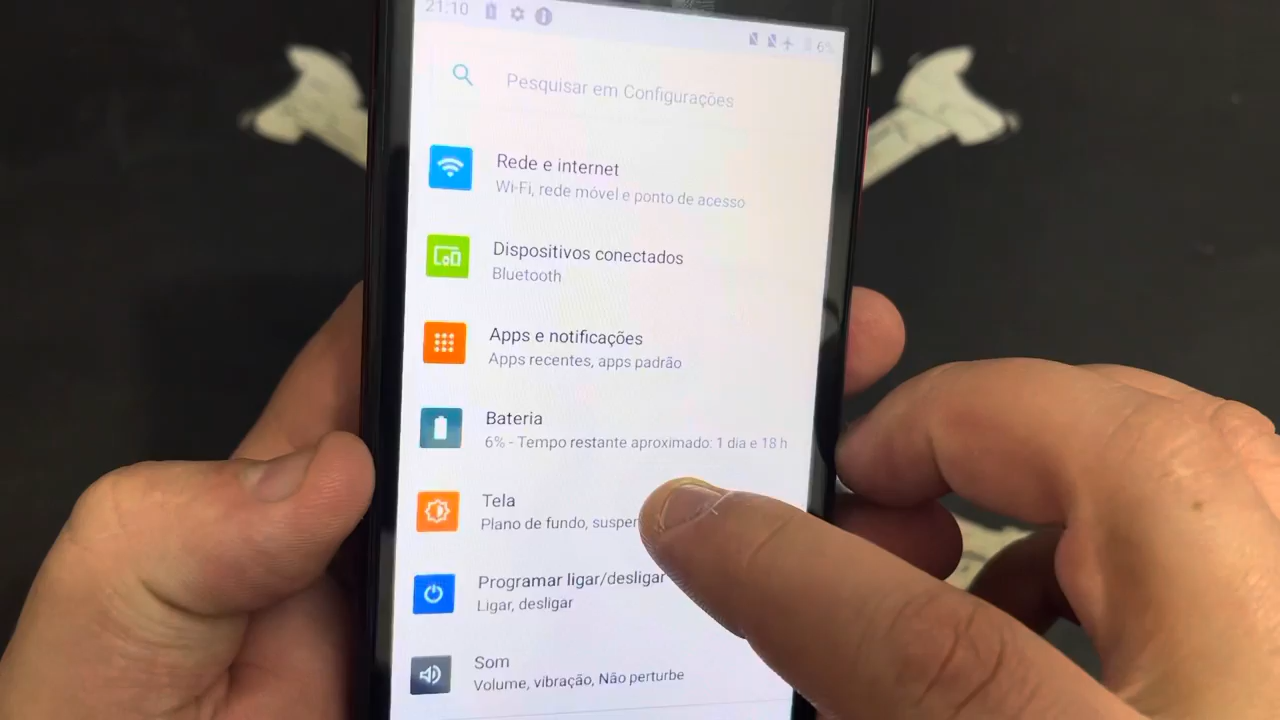 21:10
6%
Pesquisar em Configurações
Rede e internet
Wi-Fi, rede móvel e ponto de acesso
Dispositivos conectados
Bluetooth
Apps e notificações
Apps recentes, apps padrão
Bateria
6% - Tempo restante aproximado: 1 dia e 18 h
Tela
Plano de fundo,
Programar ligar/desligar
Ligar, desligar
Som
Volume, vibração, Não perturbe